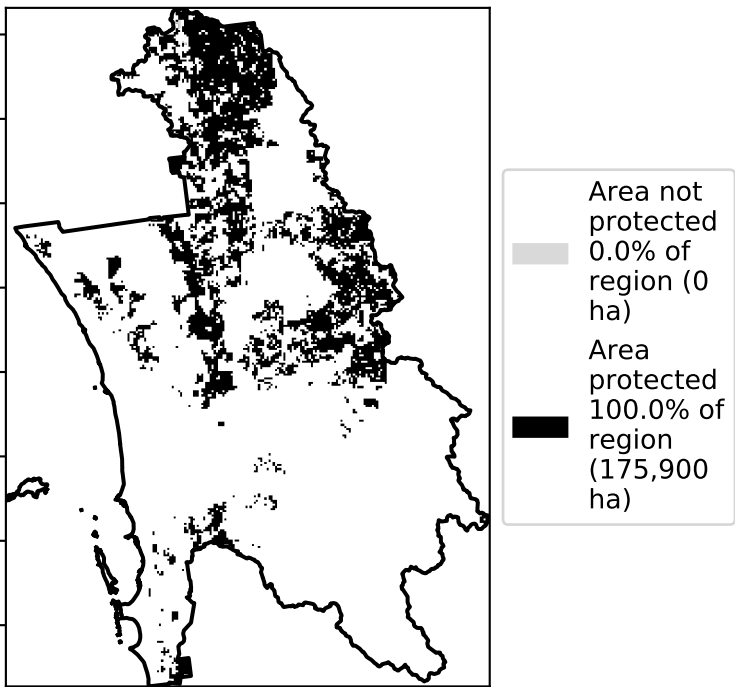 Area not
protected
0.0% of
region (0
ha)
Area
protected
100.0% of
region
(175,900
ha)